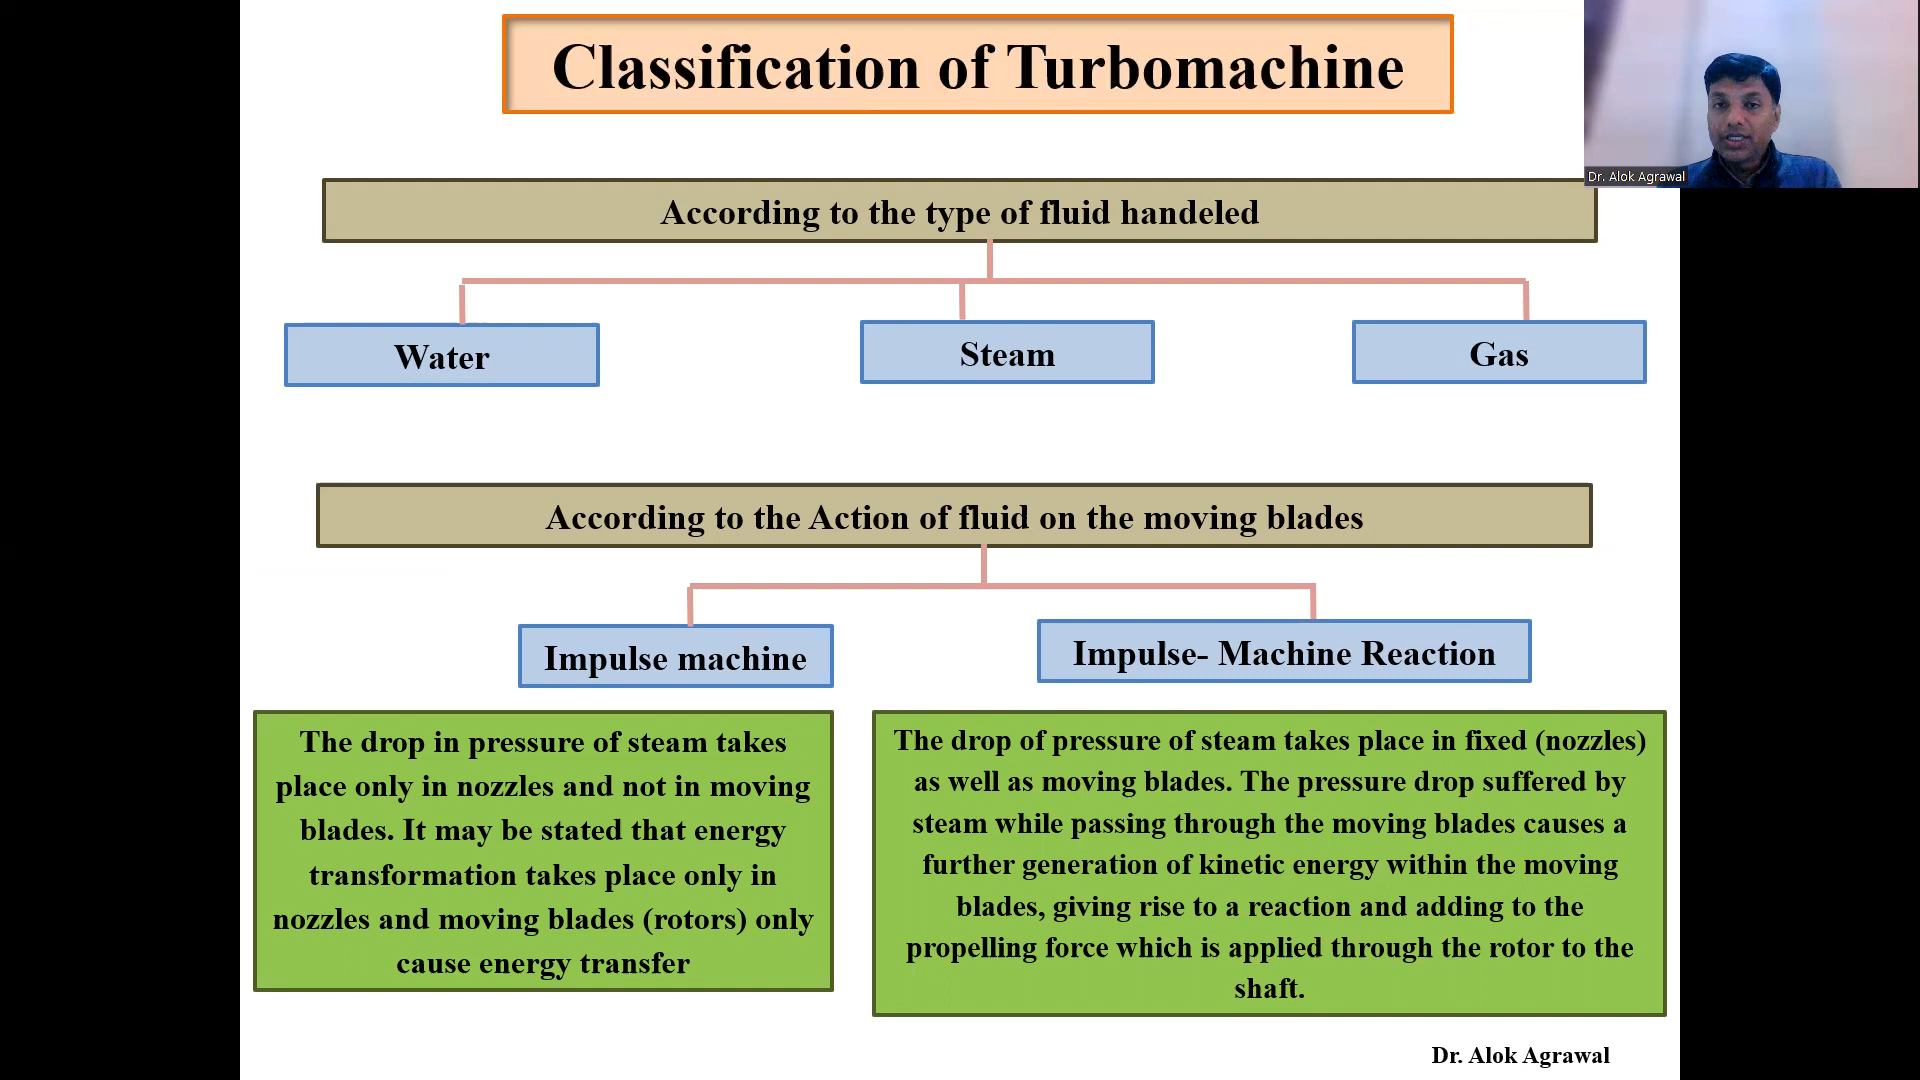 Classification of Turbomachine
Dr. Alok Agrawal
According to the type of fluid handeled
Water
Steam
Gas
According to the Action of fluid on the moving blades
Impulse machine
Impulse- Machine Reaction
The drop in pressure of steam takes
place only in nozzles and not in moving
blades. It may be stated that energy
transformation takes place only in
nozzles and moving blades (rotors) only
cause energy transfer
The drop of pressure of steam takes place in fixed (nozzles)
as well as moving blades. The pressure drop suffered by
steam while passing through the moving blades causes a
further generation of kinetic energy within the moving
blades, giving rise to a reaction and adding to the
propelling force which is applied through the rotor to the
shaft.
Dr. Alok Agrawal